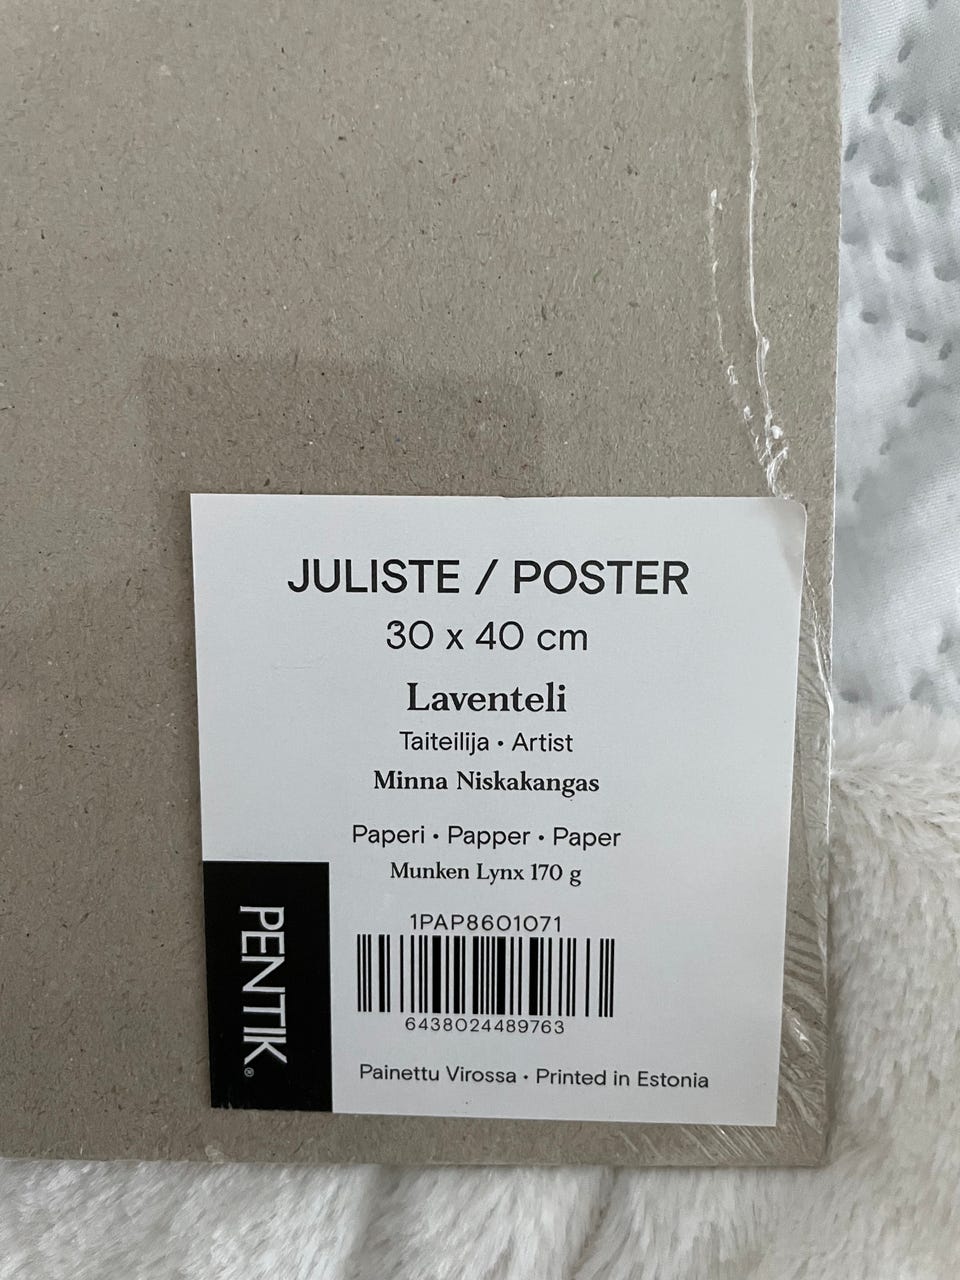 JULISTE / POSTER
30 x 40 cm
Laventeli
Taiteilija • Artist
Minna Niskakangas
Paperi • Papper • Paper
Munken Lynx 170 g
1PAP8601071
6438024489763
Painettu Virossa • Printed in Estonia
PENTIK®